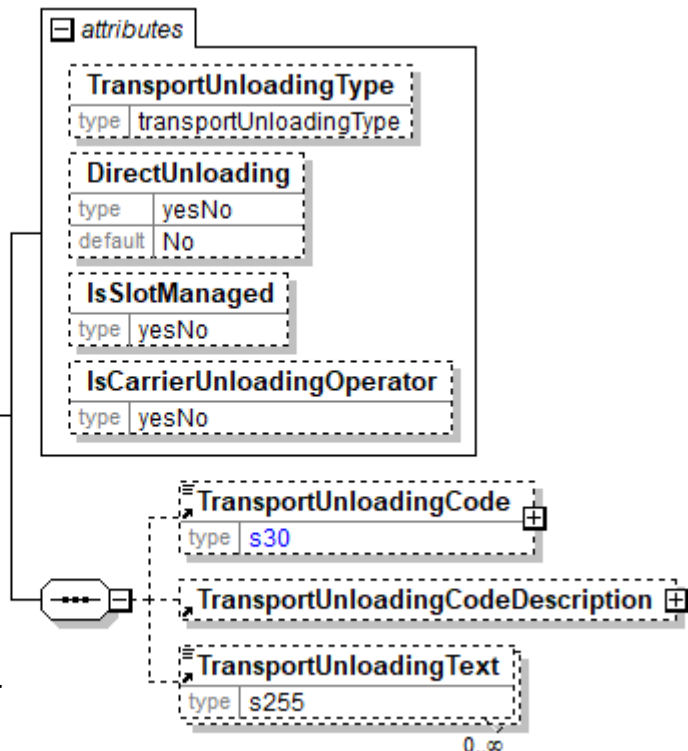 attributes
TransportUnloadingType
type transportUnloadingType
DirectUnloading
type yesNo
default No
IsSlotManaged
type yesNo
IsCarrierUnloadingOperator
type yesNo
TransportUnloadingCode
type s30
TransportUnloadingCodeDescription
TransportUnloadingText
type s255
0..∞